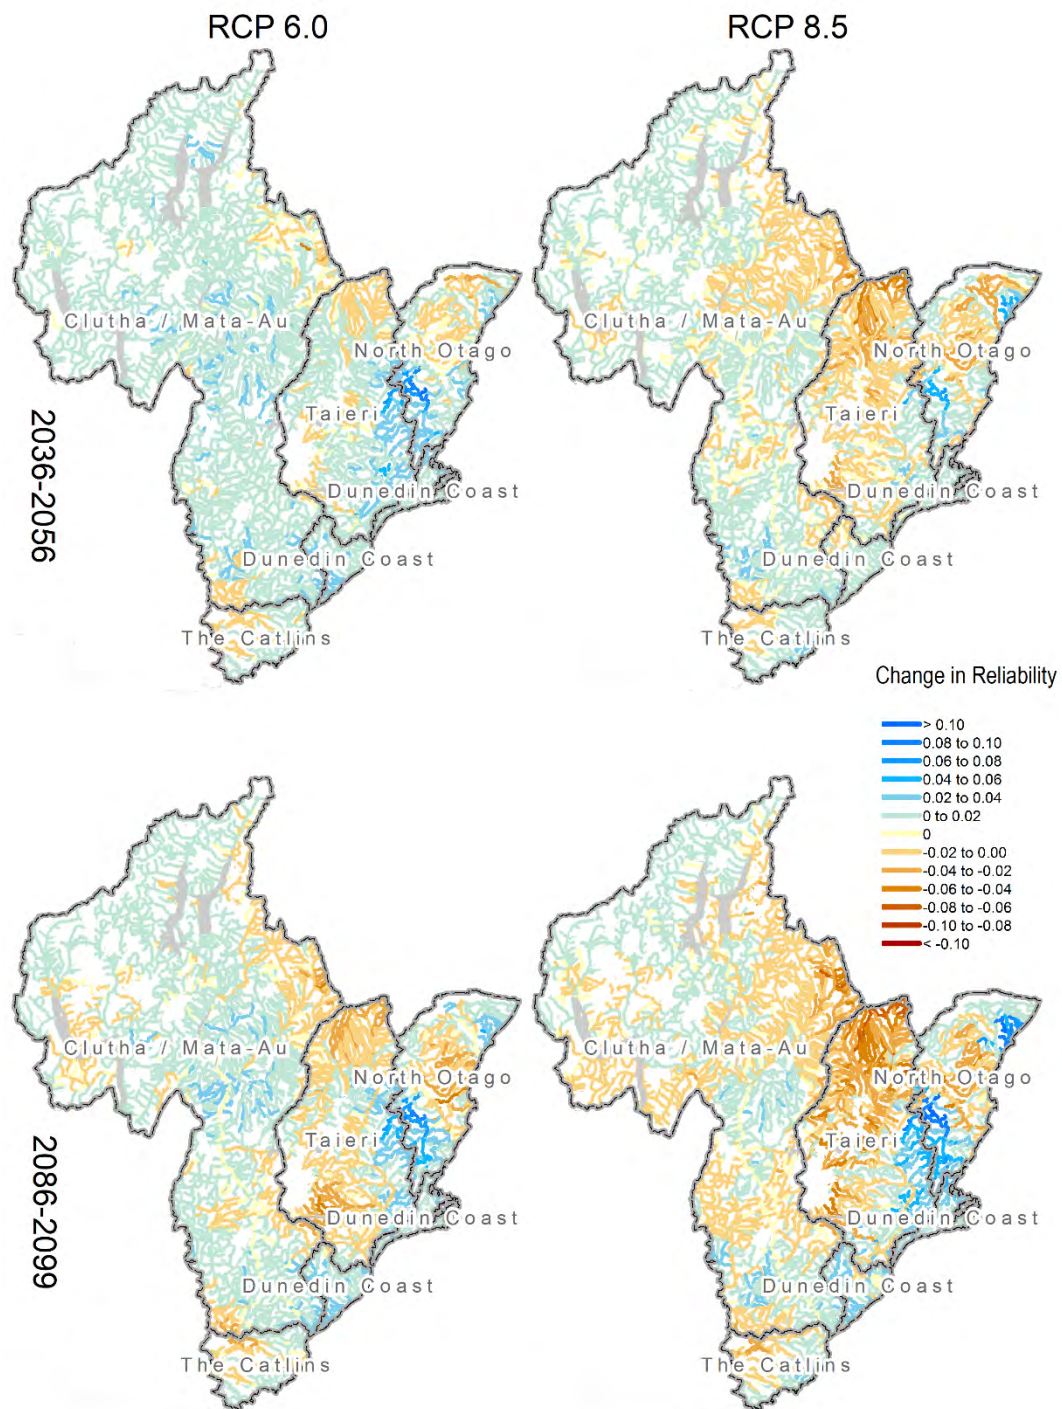 RCP 6.0
RCP 8.5
Clutha / Mata-Au
North Otago
Taieri
Dunedin Coast
Dunedin Coast
The Catlins
Clutha / Mata-Au
North Otago
Taieri
Dunedin Coast
Dunedin Coast
The Catlins
2036-2056
Change in Reliability
> 0.10
0.08 to 0.10
0.06 to 0.08
0.04 to 0.06
0.02 to 0.04
0 to 0.02
0
-0.02 to 0.00
-0.04 to -0.02
-0.06 to -0.04
-0.08 to -0.06
-0.10 to -0.08
< -0.10
Clutha / Mata-Au
North Otago
Taieri
Dunedin Coast
Dunedin Coast
The Catlins
Clutha / Mata-Au
North Otago
Taieri
Dunedin Coast
Dunedin Coast
The Catlins
2086-2099